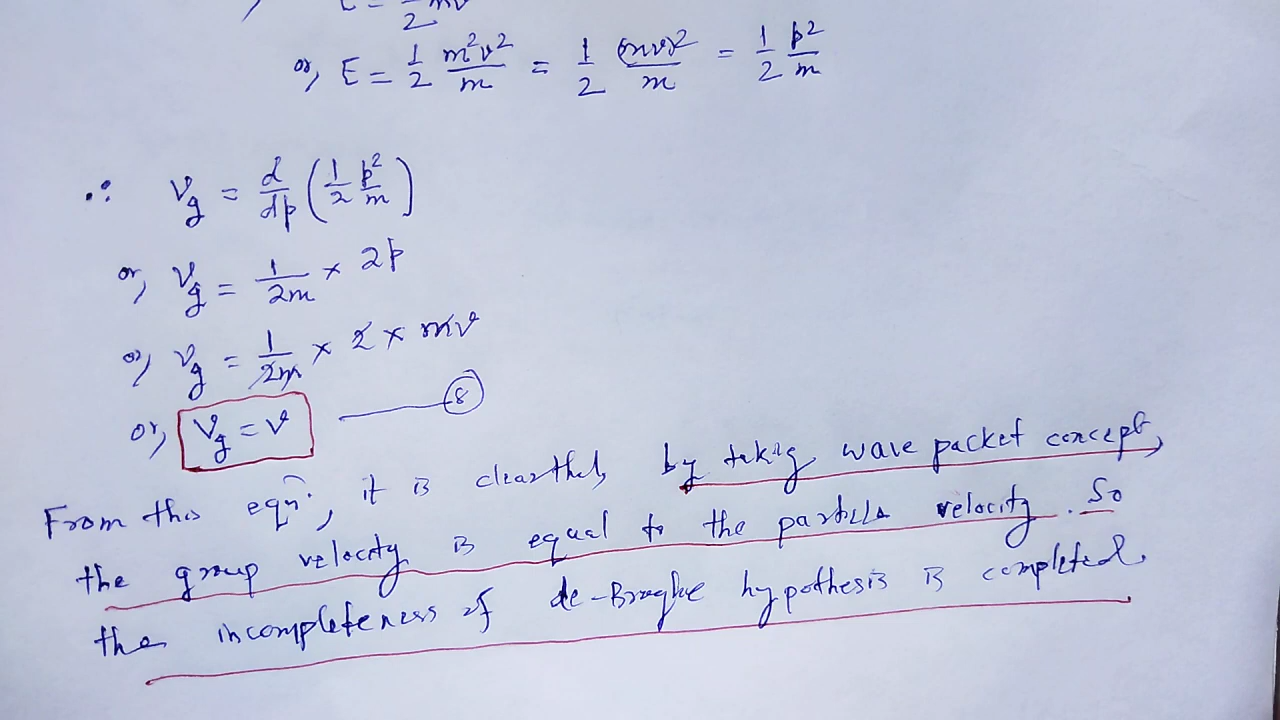 E = 1/2 mv
or, E = 1/2 m²v²/m = 1/2 (mv)²/m = 1/2 p²/m
∴ Vg = d/dp (1/2 p²/m)
or, Vg = 1/2m × 2p
or, Vg = 1/2m × 2 × mv
or, Vg = v ——— ⑧
From this eqn., it is clear that, by taking wave packet concept,
the group velocity is equal to the particle velocity. So
the incompleteness of de-Broglie hypothesis is completed.